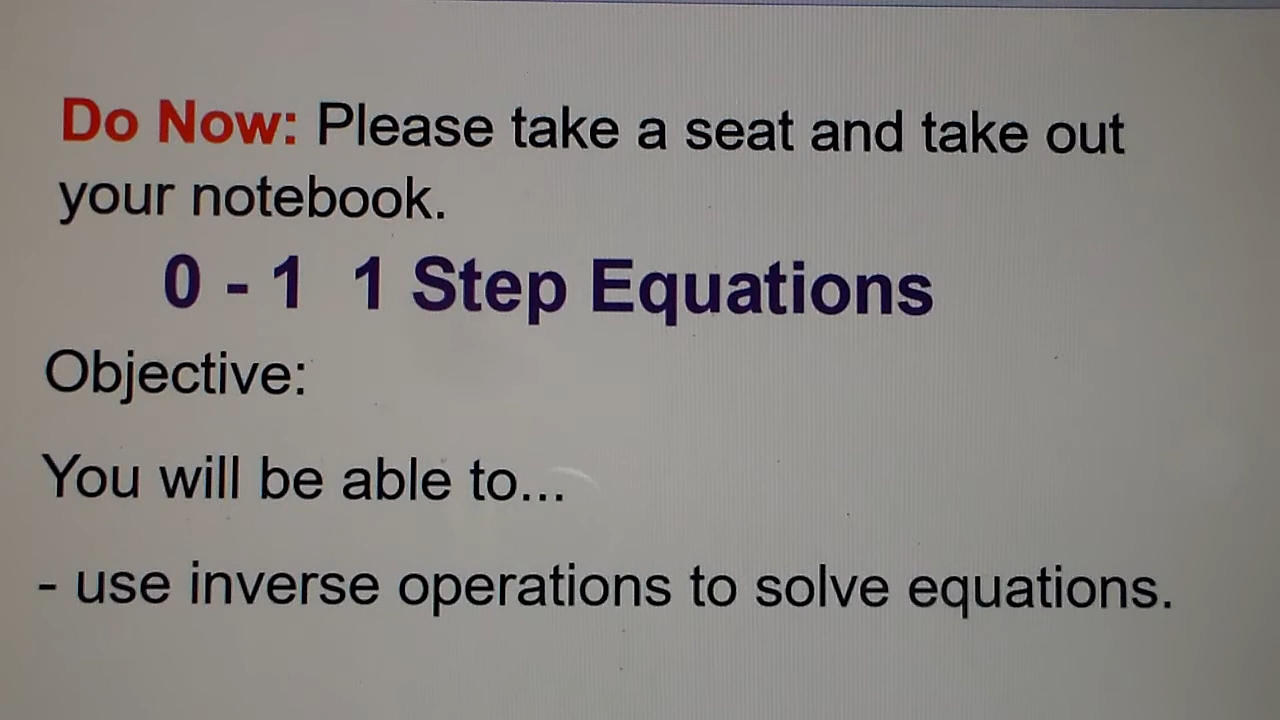 Do Now: Please take a seat and take out
your notebook.
0 - 1 1 Step Equations
Objective:
You will be able to...
- use inverse operations to solve equations.